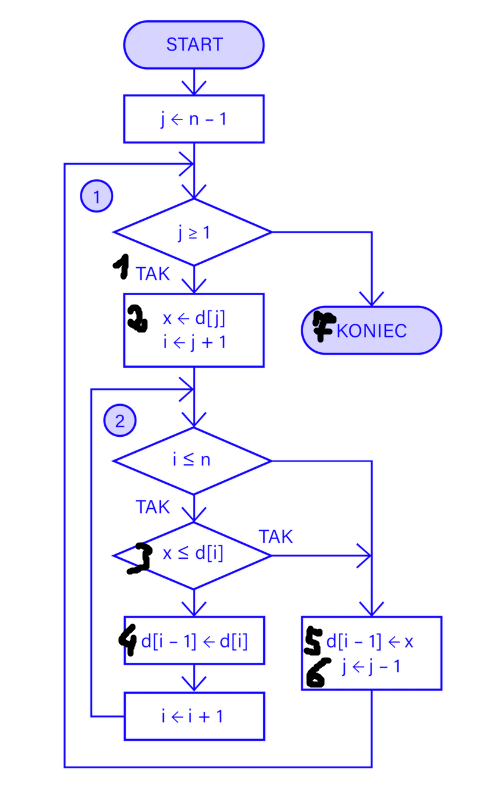 START
j ← n – 1
1
j ≥ 1
1 TAK
2 x ← d[j]
i ← j + 1
7 KONIEC
2
i ≤ n
TAK
TAK
3 x ≤ d[i]
4 d[i – 1] ← d[i]
5 d[i – 1] ← x
6 j ← j – 1
i ← i + 1